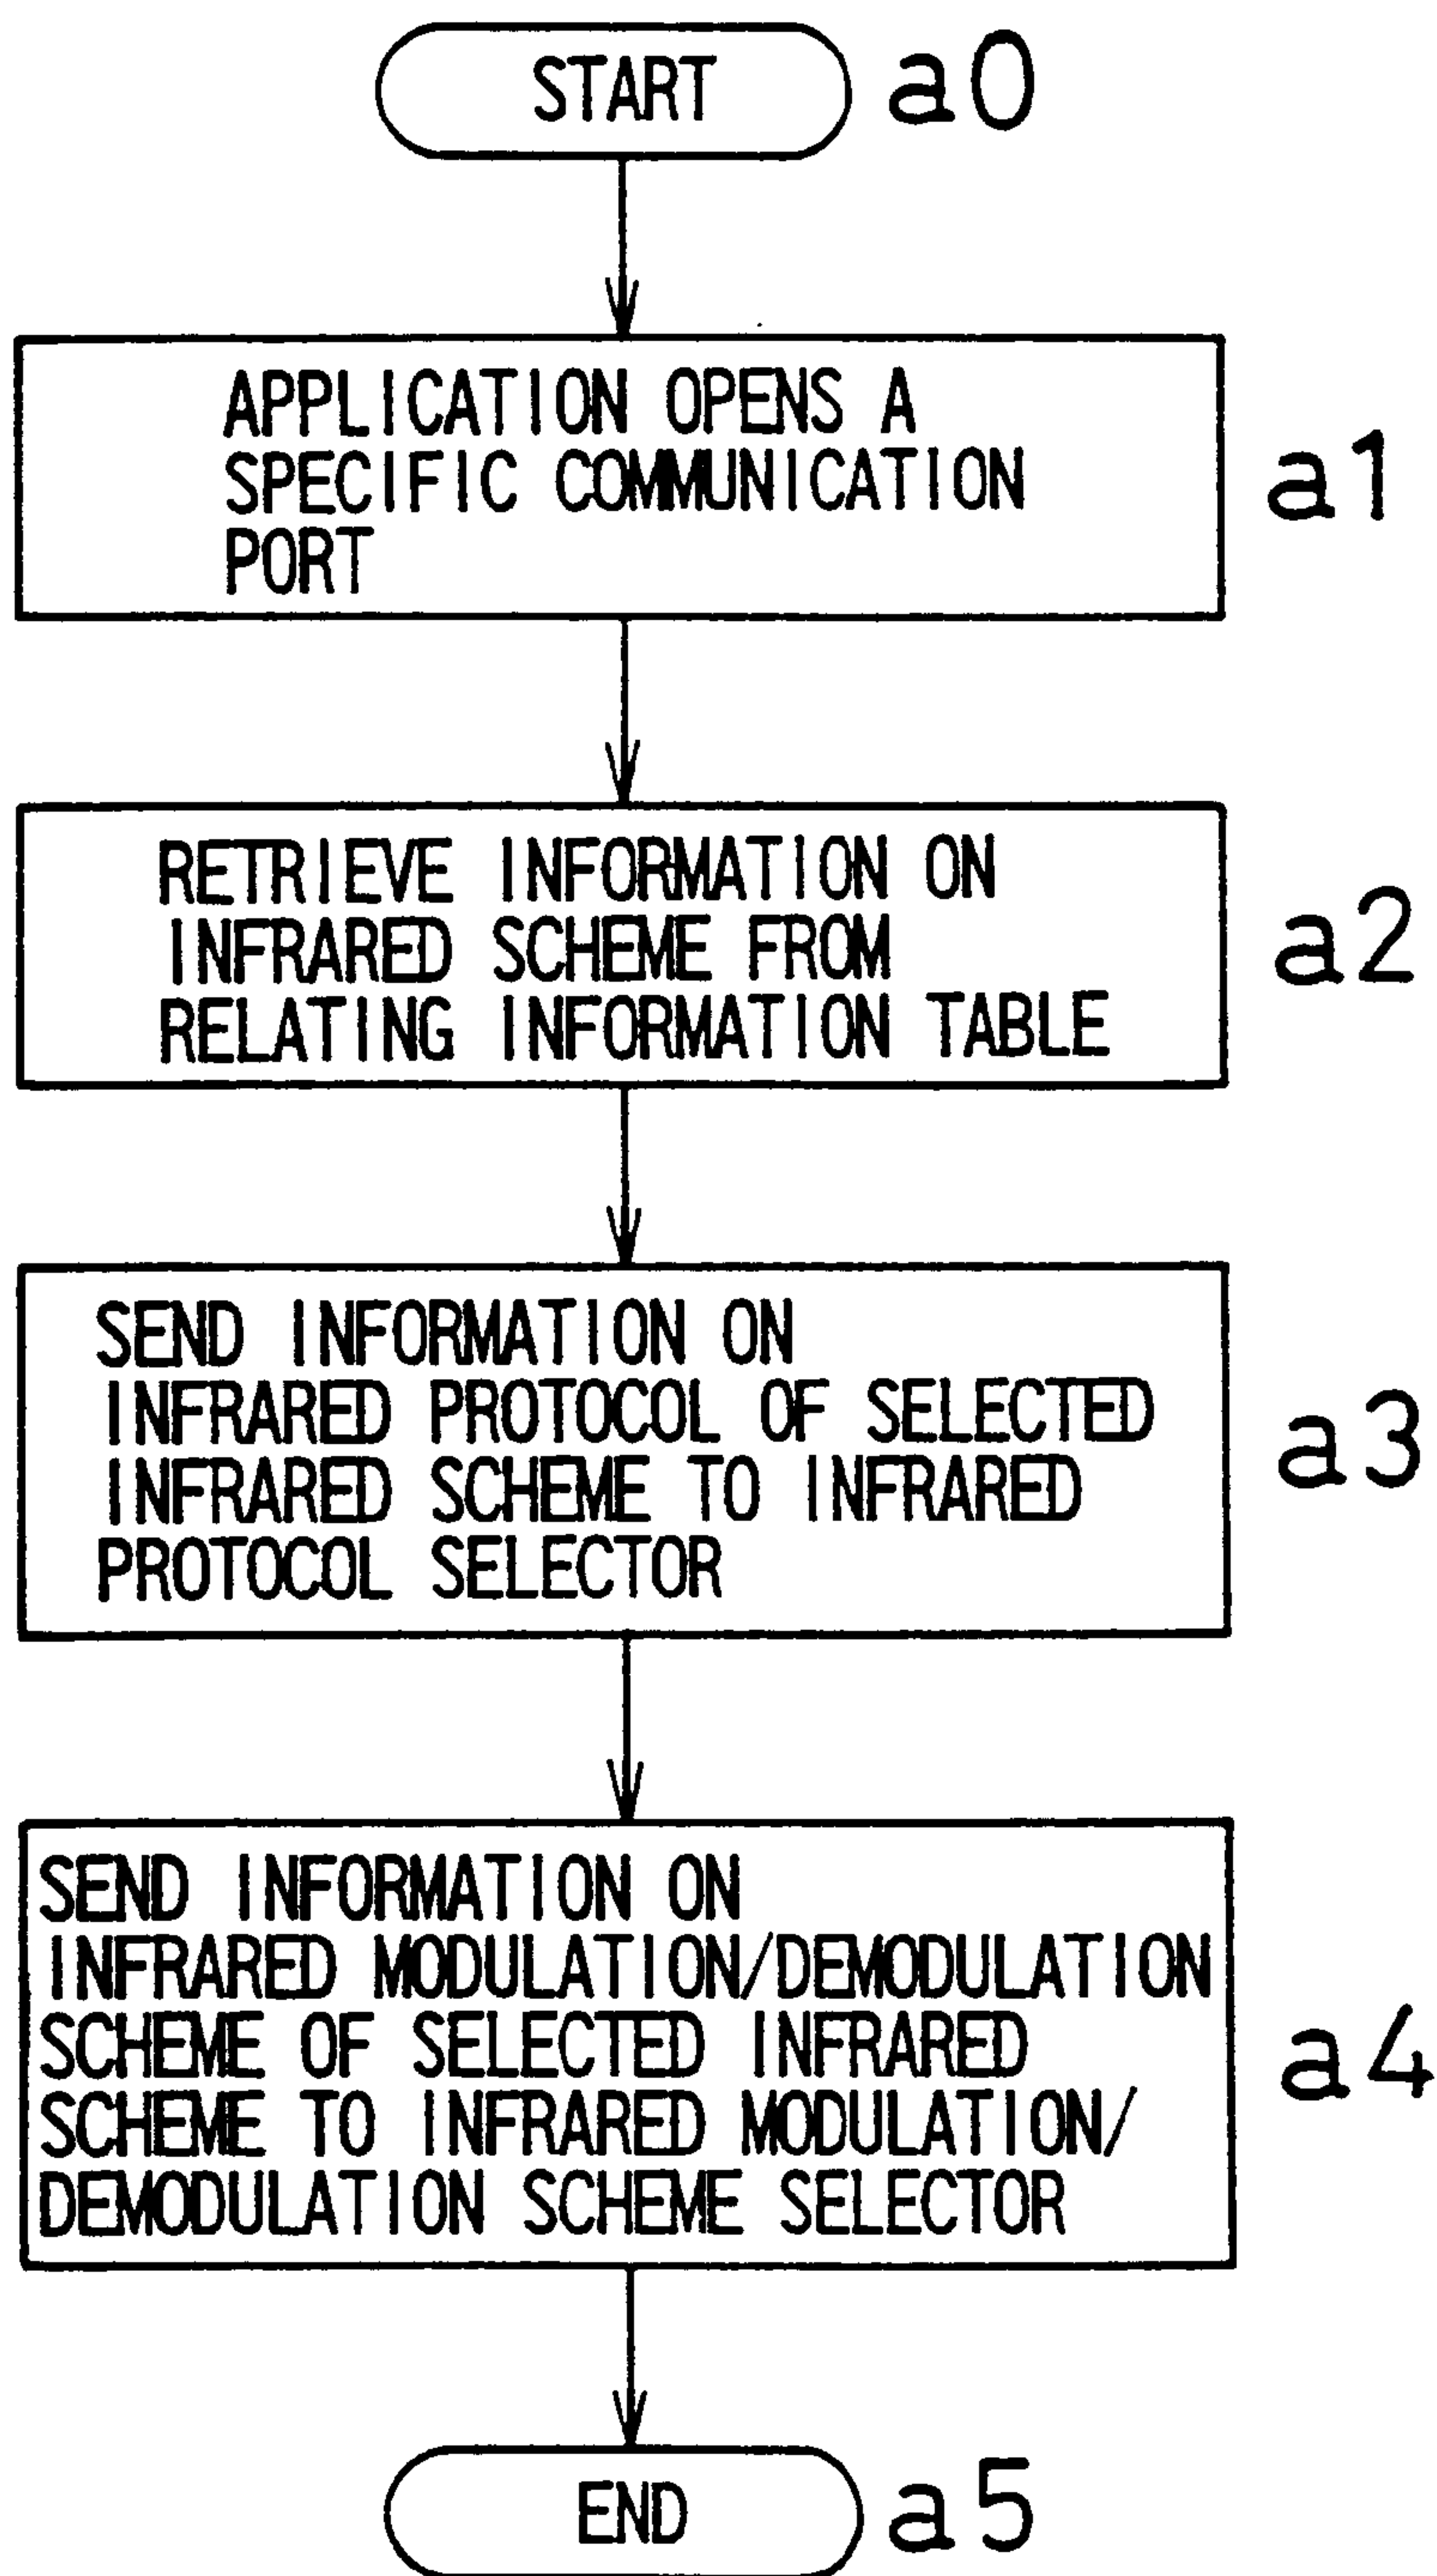 START
a0
APPLICATION OPENS A
SPECIFIC COMMUNICATION
PORT
a1
RETRIEVE INFORMATION ON
INFRARED SCHEME FROM
RELATING INFORMATION TABLE
a2
SEND INFORMATION ON
INFRARED PROTOCOL OF SELECTED
INFRARED SCHEME TO INFRARED
PROTOCOL SELECTOR
a3
SEND INFORMATION ON
INFRARED MODULATION/DEMODULATION
SCHEME OF SELECTED INFRARED
SCHEME TO INFRARED MODULATION/
DEMODULATION SCHEME SELECTOR
a4
END
a5